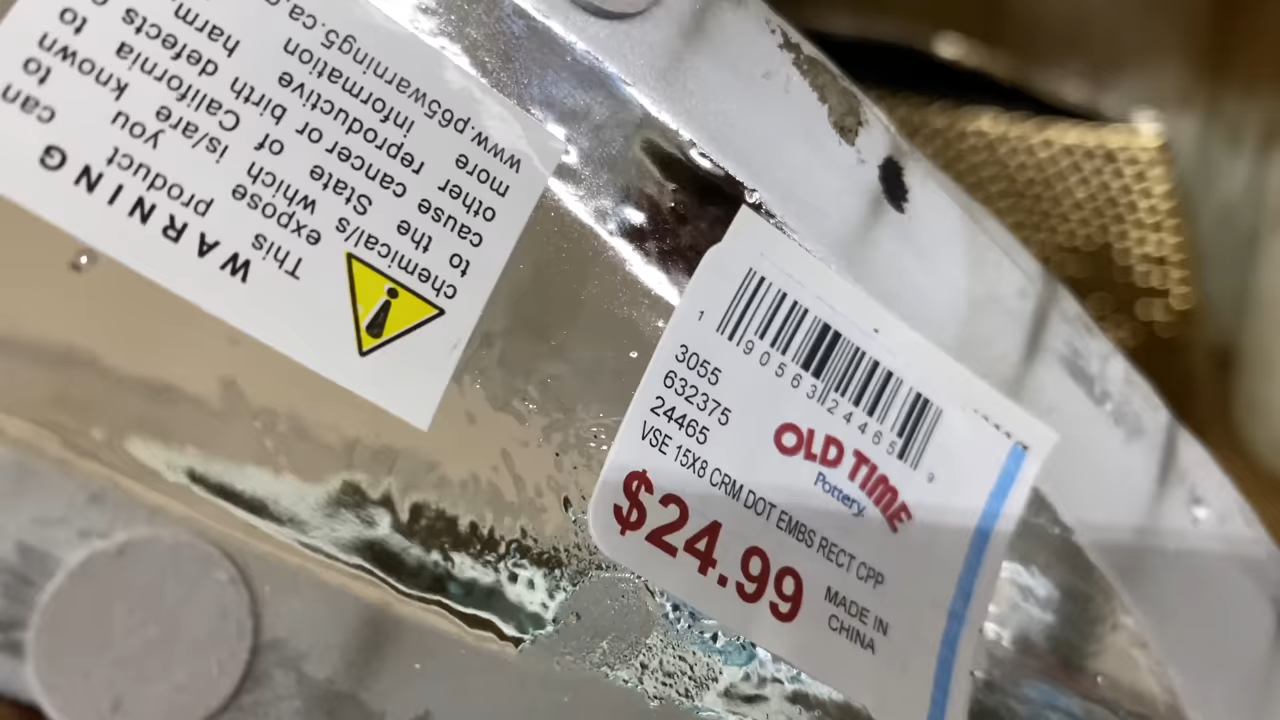 WARNING
This product can
expose you to
chemical/s which is/are known to
the State of California to
cause cancer or birth defects
or other reproductive harm.
more information
www.p65warnings.ca.g
1 90563 24465 9
3055
632375
24465
OLD TIME
Pottery.
VSE 15X8 CRM DOT EMBS RECT CPP
$24.99
MADE IN
CHINA